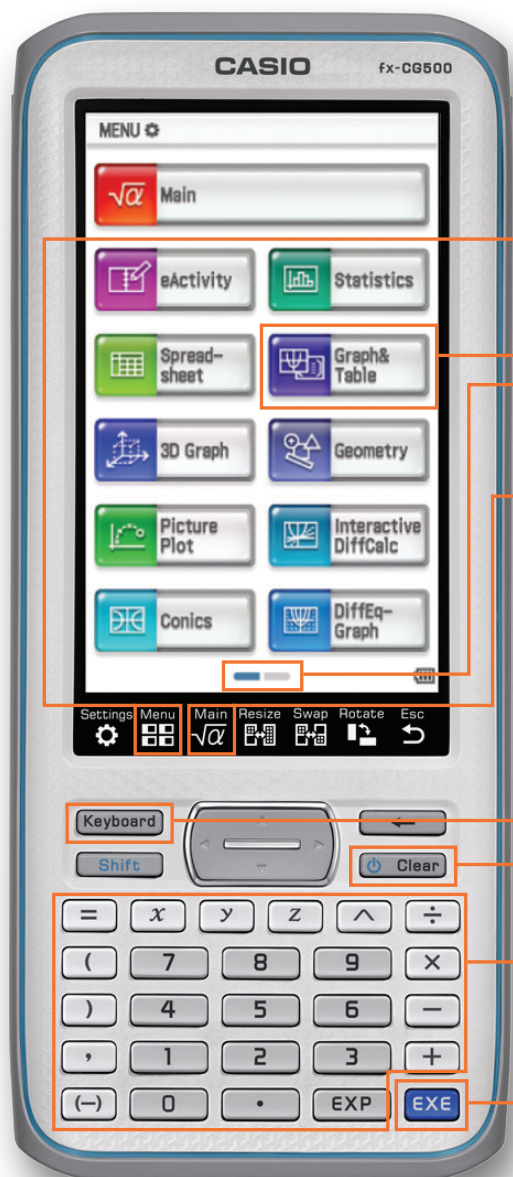 CASIO fx-CG500
MENU
√α Main
eActivity Statistics
Spread-
sheet
Graph&
Table
3D Graph Geometry
Picture
Plot
Interactive
DiffCalc
Conics
DiffEq-
Graph
Settings Menu Main Resize Swap Rotate Esc
√α
Keyboard ←
Shift Clear
= x y z ^ ÷
( 7 8 9 ×
) 4 5 6 −
, 1 2 3 +
(−) 0 • EXP EXE